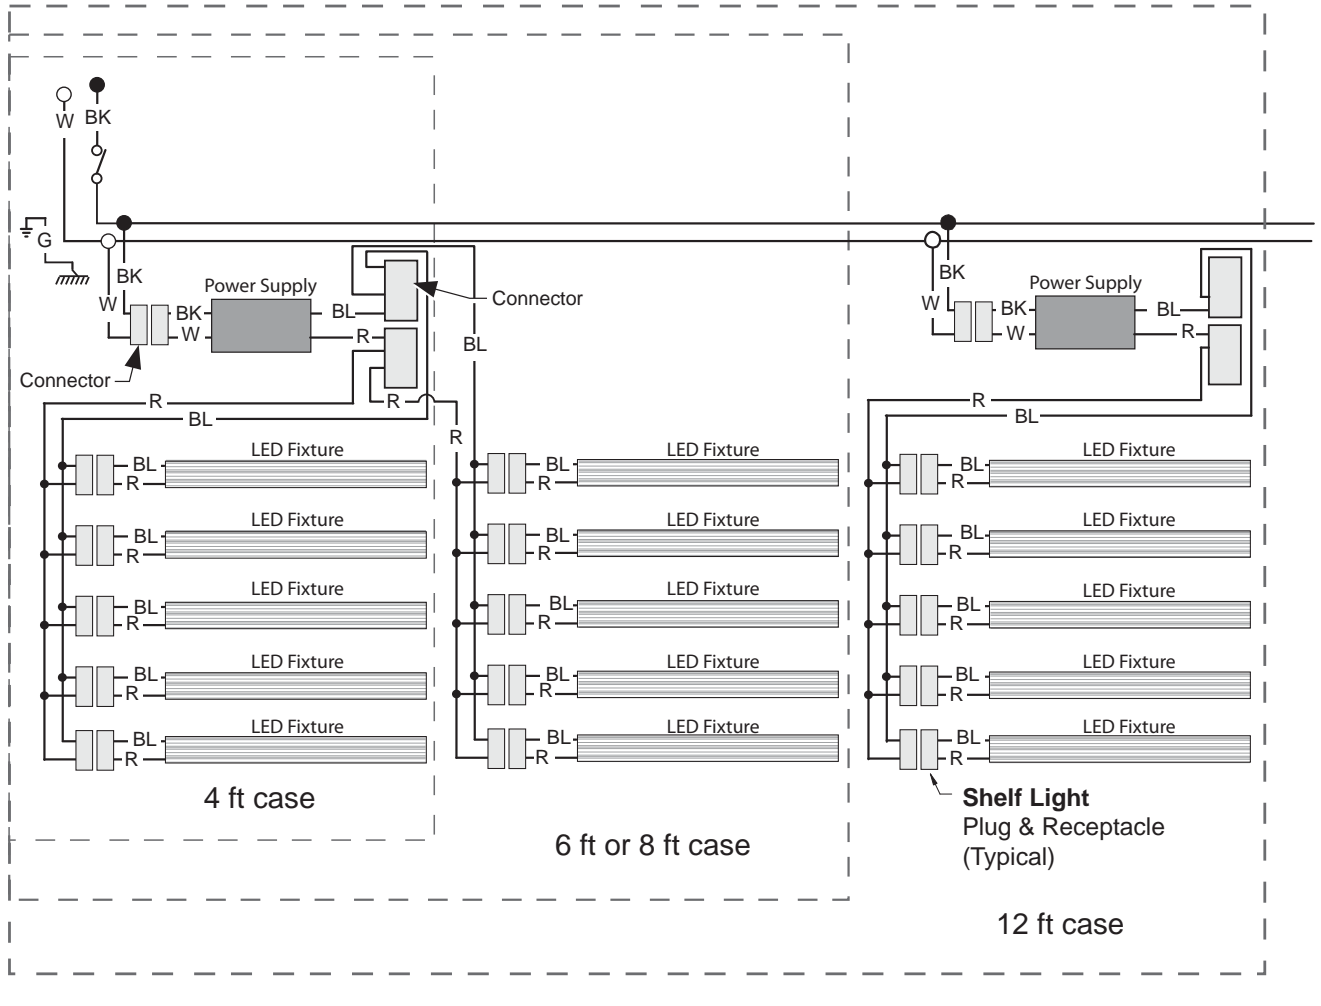 W
BK
G
BK
W
Power Supply
BK
W
BL
R
Connector
Connector
BL
R
R
BL
R
BK
W
Power Supply
BK
W
BL
R
R
BL
LED Fixture
BL
R
LED Fixture
BL
R
LED Fixture
BL
R
LED Fixture
BL
R
LED Fixture
BL
R
4 ft case
LED Fixture
BL
R
LED Fixture
BL
R
LED Fixture
BL
R
LED Fixture
BL
R
LED Fixture
BL
R
6 ft or 8 ft case
LED Fixture
BL
R
LED Fixture
BL
R
LED Fixture
BL
R
LED Fixture
BL
R
LED Fixture
BL
R
Shelf Light
Plug & Receptacle
(Typical)
12 ft case